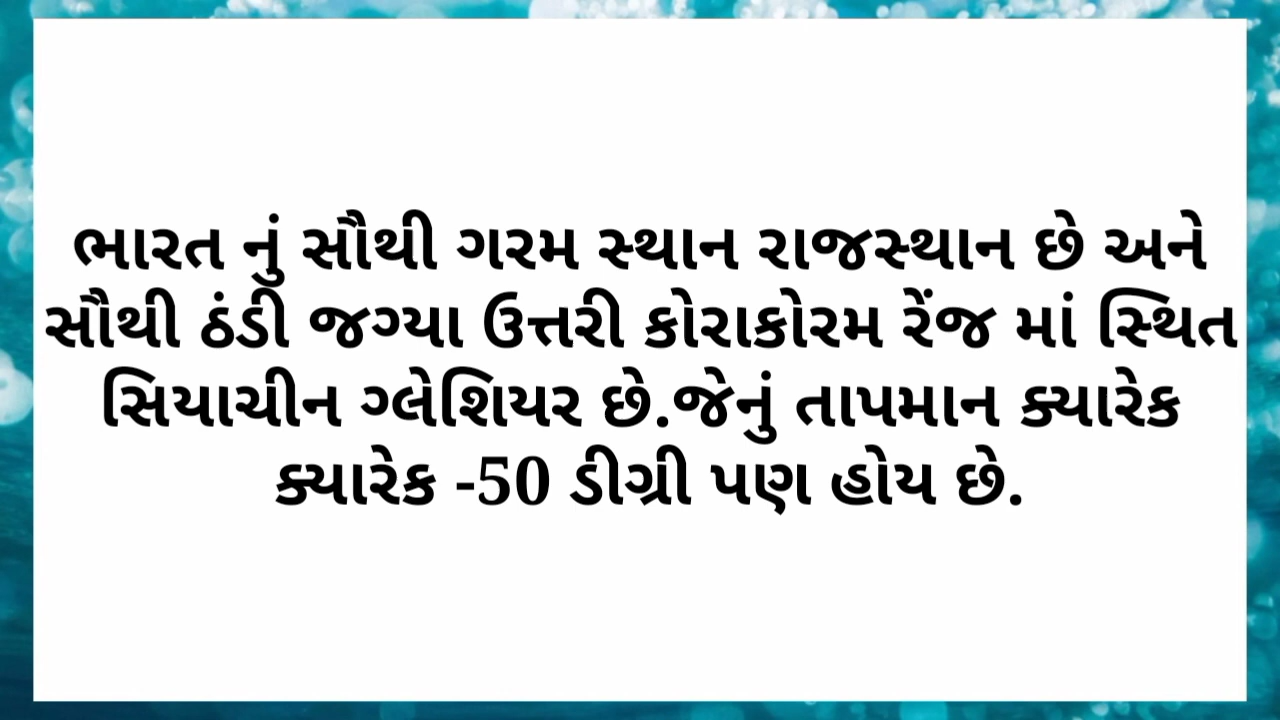 ભારત નું સૌથી ગરમ સ્થાન રાજસ્થાન છે અને
સૌથી ઠંડી જગ્યા ઉત્તરી કોરાકોરમ રેંજ માં સ્થિત
સિયાચીન ગ્લેશિયર છે.જેનું તાપમાન ક્યારેક
ક્યારેક -50 ડીગ્રી પણ હોય છે.